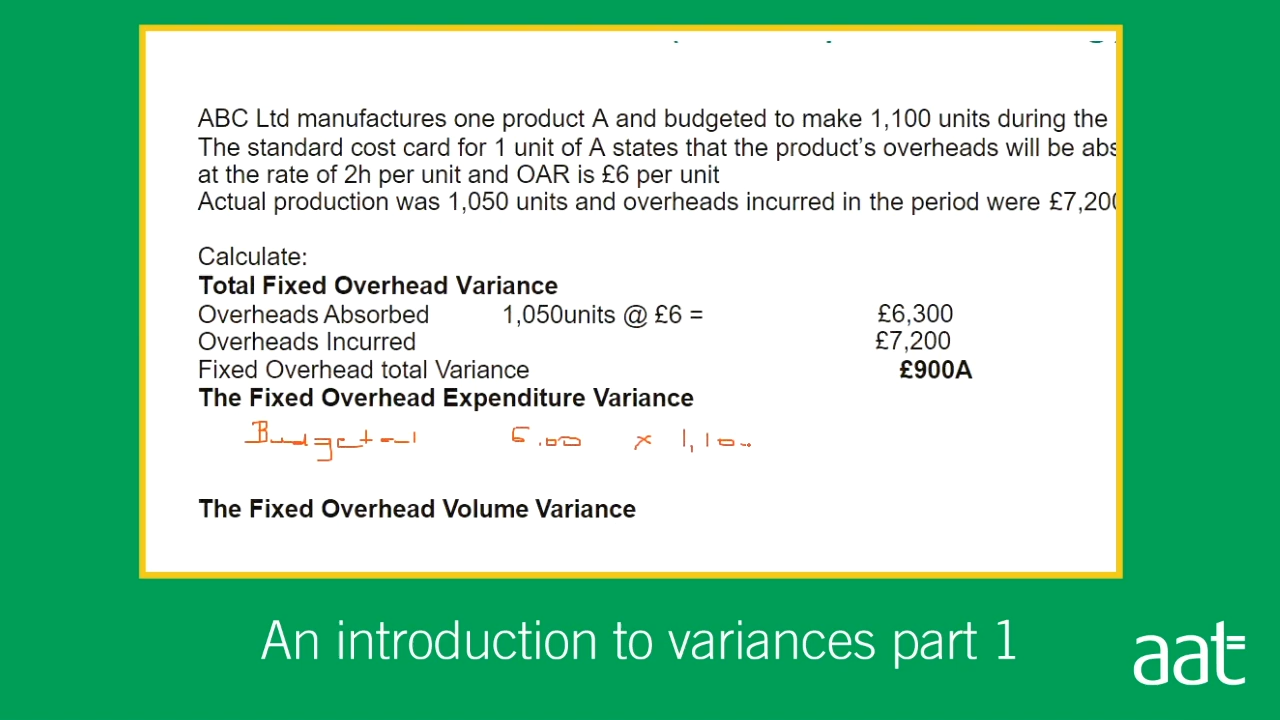 ABC Ltd manufactures one product A and budgeted to make 1,100 units during the
The standard cost card for 1 unit of A states that the product's overheads will be abs
at the rate of 2h per unit and OAR is £6 per unit
Actual production was 1,050 units and overheads incurred in the period were £7,200
Calculate:
Total Fixed Overhead Variance
Overheads Absorbed 1,050units @ £6 = £6,300
Overheads Incurred £7,200
Fixed Overhead total Variance £900A
The Fixed Overhead Expenditure Variance
Budgeted 6.00 x 1,100
The Fixed Overhead Volume Variance
An introduction to variances part 1
aat